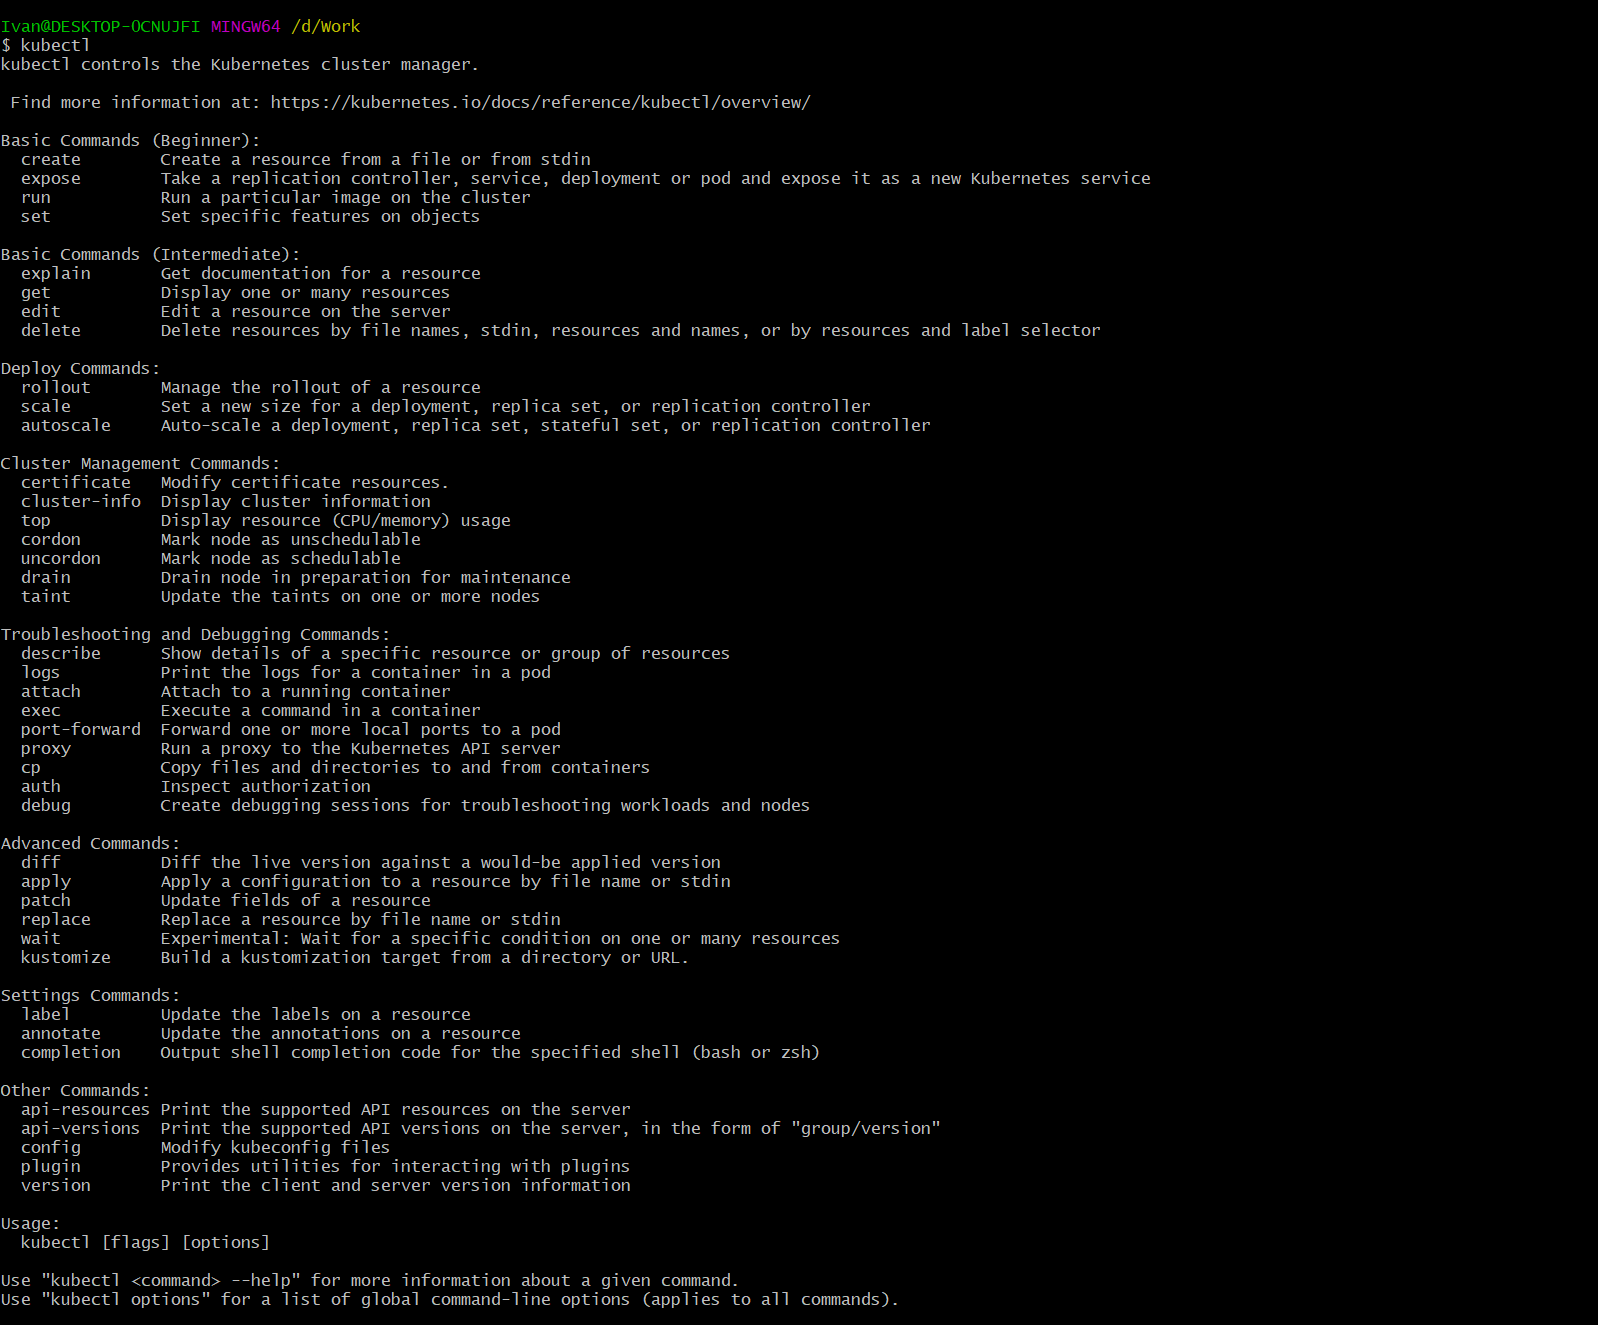 Ivan@DESKTOP-OCNUJFI MINGW64 /d/Work
$ kubectl
kubectl controls the Kubernetes cluster manager.
Find more information at: https://kubernetes.io/docs/reference/kubectl/overview/
Basic Commands (Beginner):
create Create a resource from a file or from stdin
expose Take a replication controller, service, deployment or pod and expose it as a new Kubernetes service
run Run a particular image on the cluster
set Set specific features on objects
Basic Commands (Intermediate):
explain Get documentation for a resource
get Display one or many resources
edit Edit a resource on the server
delete Delete resources by file names, stdin, resources and names, or by resources and label selector
Deploy Commands:
rollout Manage the rollout of a resource
scale Set a new size for a deployment, replica set, or replication controller
autoscale Auto-scale a deployment, replica set, stateful set, or replication controller
Cluster Management Commands:
certificate Modify certificate resources.
cluster-info Display cluster information
top Display resource (CPU/memory) usage
cordon Mark node as unschedulable
uncordon Mark node as schedulable
drain Drain node in preparation for maintenance
taint Update the taints on one or more nodes
Troubleshooting and Debugging Commands:
describe Show details of a specific resource or group of resources
logs Print the logs for a container in a pod
attach Attach to a running container
exec Execute a command in a container
port-forward Forward one or more local ports to a pod
proxy Run a proxy to the Kubernetes API server
cp Copy files and directories to and from containers
auth Inspect authorization
debug Create debugging sessions for troubleshooting workloads and nodes
Advanced Commands:
diff Diff the live version against a would-be applied version
apply Apply a configuration to a resource by file name or stdin
patch Update fields of a resource
replace Replace a resource by file name or stdin
wait Experimental: Wait for a specific condition on one or many resources
kustomize Build a kustomization target from a directory or URL.
Settings Commands:
label Update the labels on a resource
annotate Update the annotations on a resource
completion Output shell completion code for the specified shell (bash or zsh)
Other Commands:
api-resources Print the supported API resources on the server
api-versions Print the supported API versions on the server, in the form of "group/version"
config Modify kubeconfig files
plugin Provides utilities for interacting with plugins
version Print the client and server version information
Usage:
kubectl [flags] [options]
Use "kubectl <command> --help" for more information about a given command.
Use "kubectl options" for a list of global command-line options (applies to all commands).